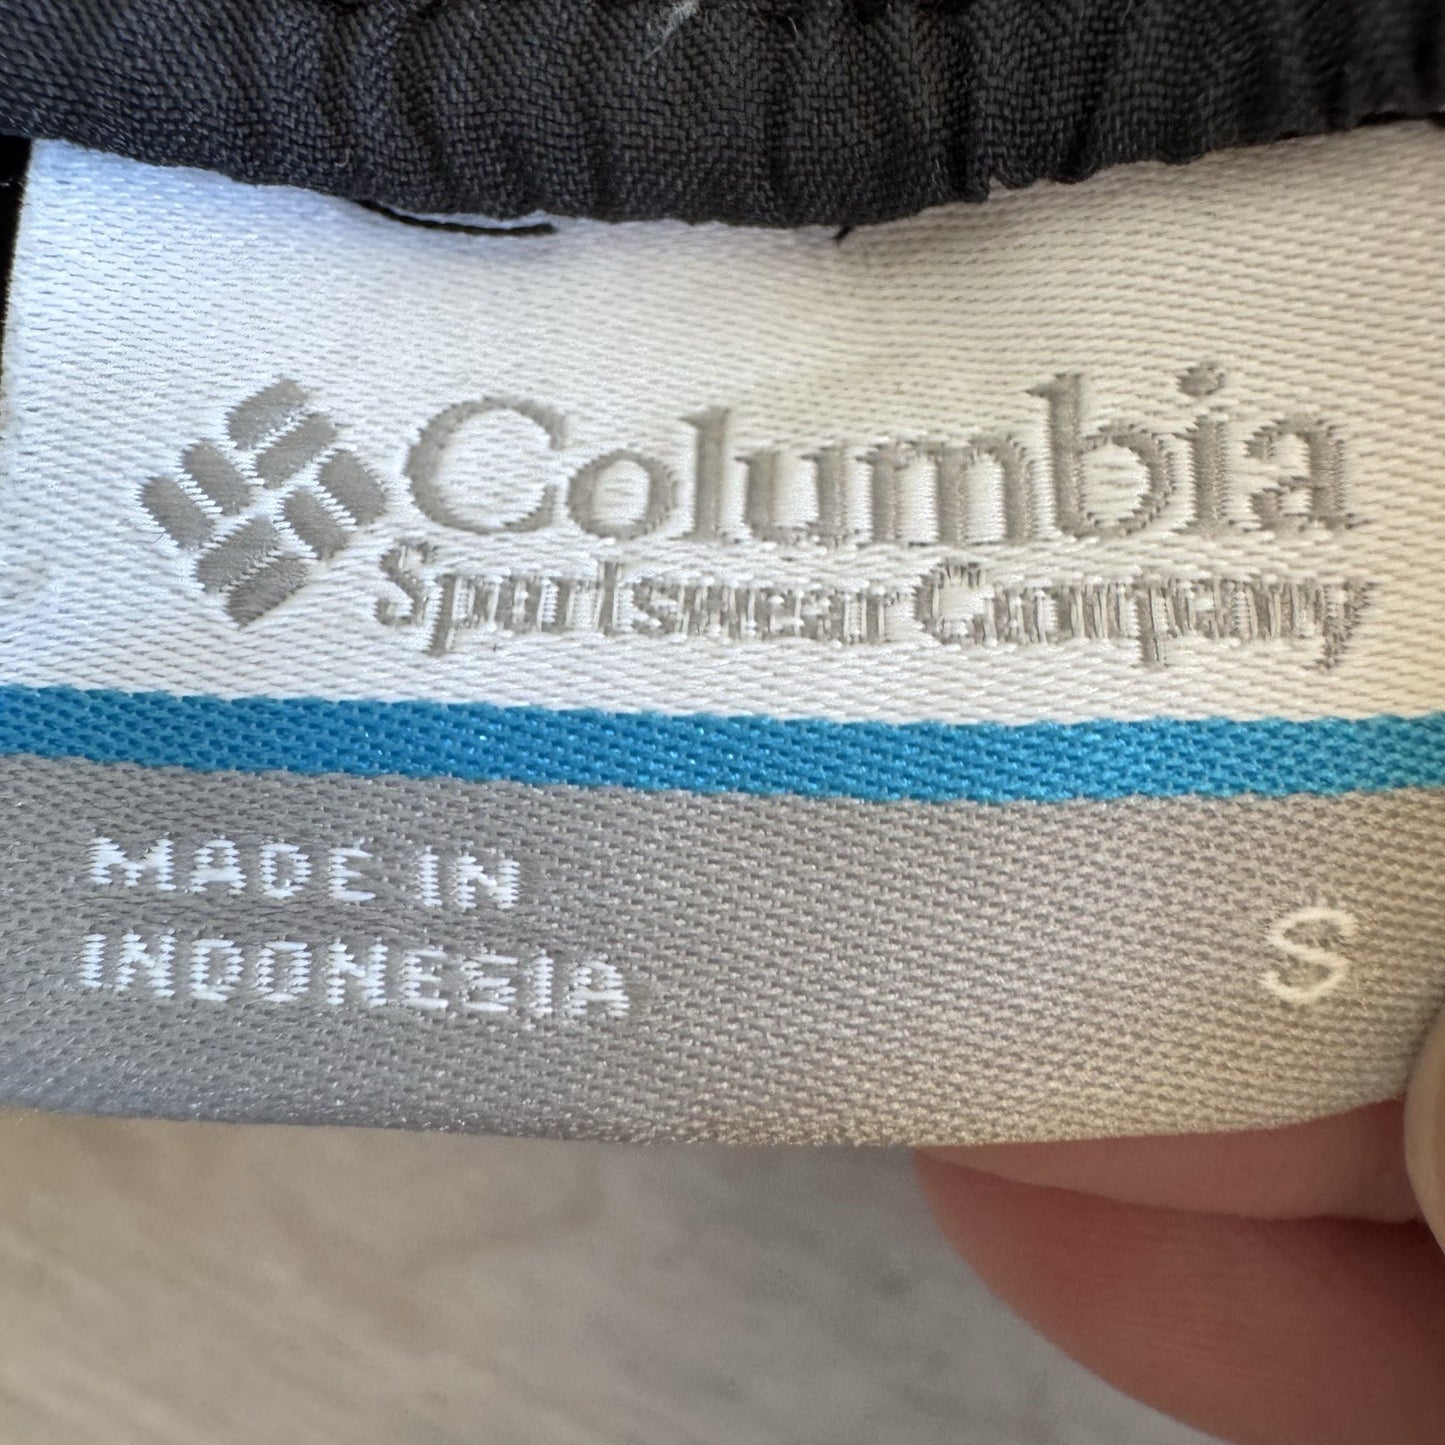 Columbia
Sportswear Company
MADE IN
INDONESIA
S